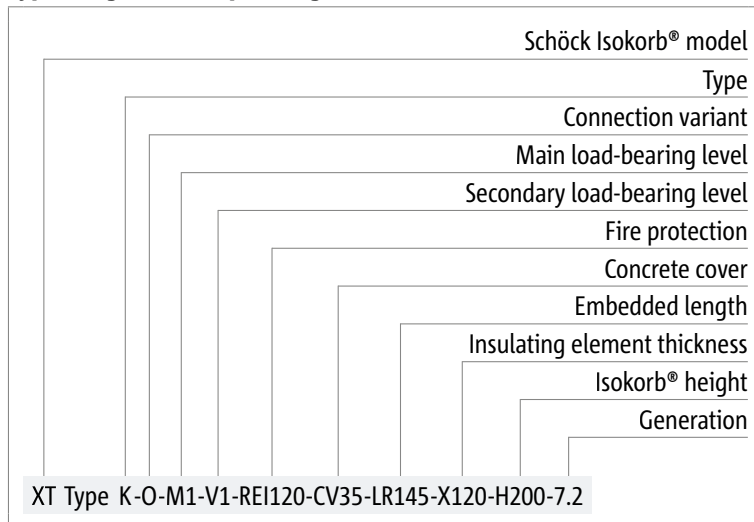 Schöck Isokorb® model
Type
Connection variant
Main load-bearing level
Secondary load-bearing level
Fire protection
Concrete cover
Embedded length
Insulating element thickness
Isokorb® height
Generation
XT Type K-O-M1-V1-REI120-CV35-LR145-X120-H200-7.2